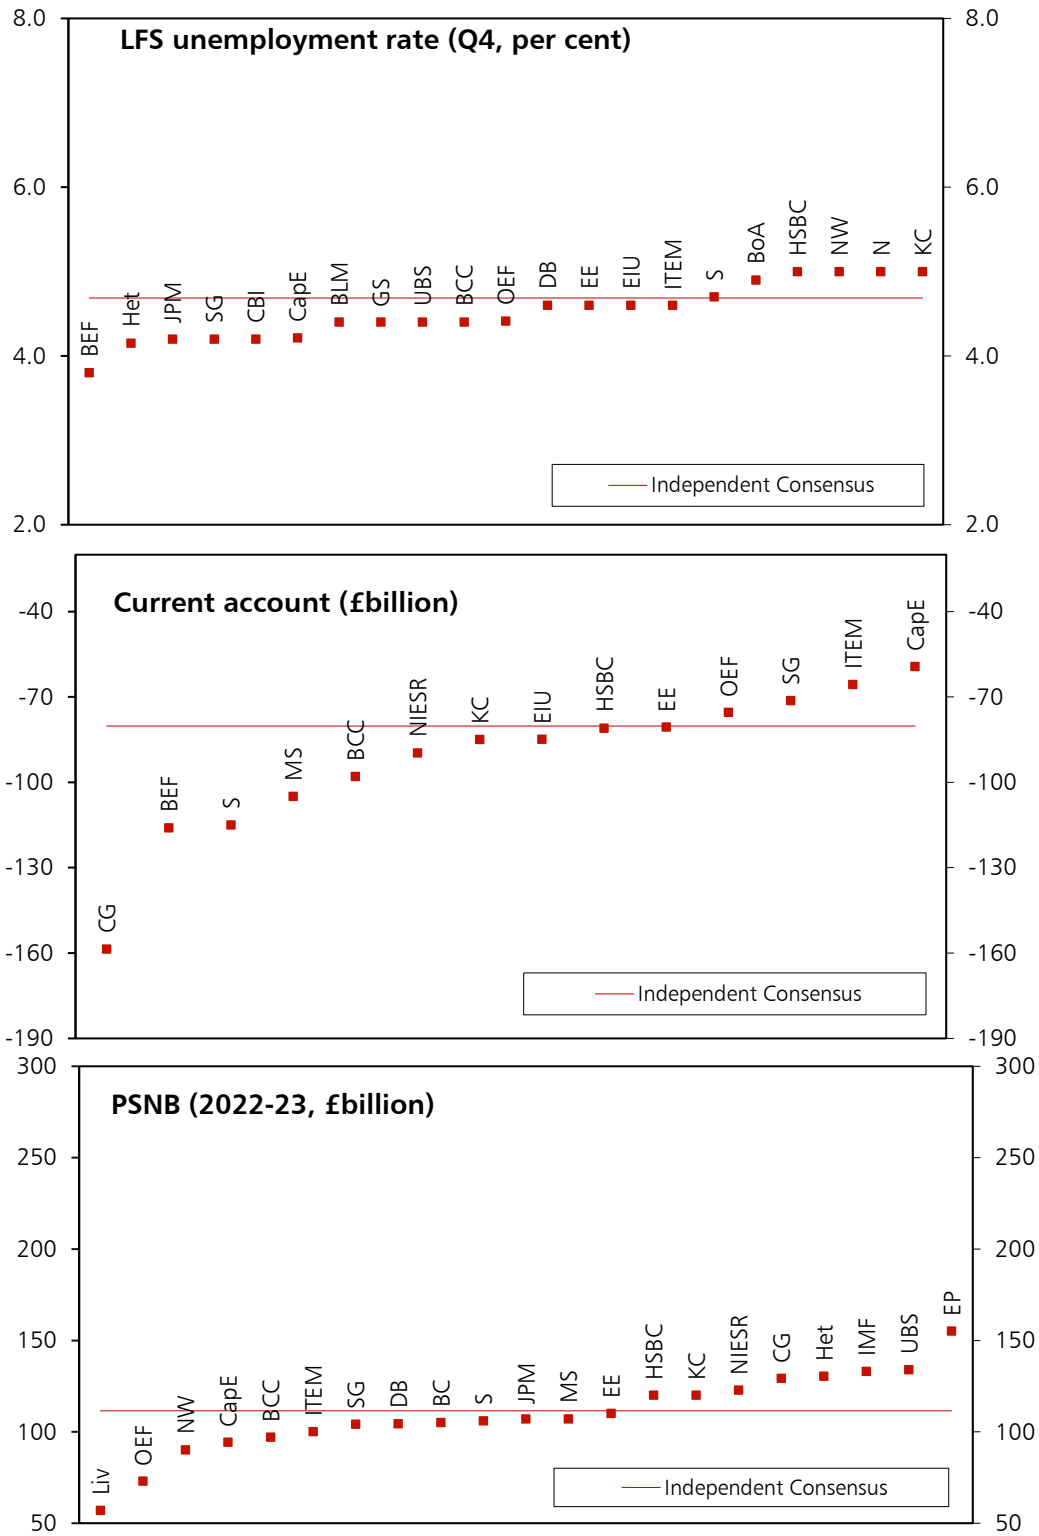 LFS unemployment rate (Q4, per cent)
8.0 8.0
6.0 6.0
4.0 4.0
2.0 2.0
BEF Het JPM SG CBI CapE BLM GS UBS BCC OEF DB EE EIU ITEM S BoA HSBC NW N KC
Independent Consensus
Current account (£billion)
-40 -40
-70 -70
-100 -100
-130 -130
-160 -160
-190 -190
CG BEF S MS BCC NIESR KC EIU HSBC EE OEF SG ITEM CapE
Independent Consensus
PSNB (2022-23, £billion)
300 300
250 250
200 200
150 150
100 100
50 50
Liv OEF NW CapE BCC ITEM SG DB BC S JPM MS EE HSBC KC NIESR CG Het IMF UBS EP
Independent Consensus